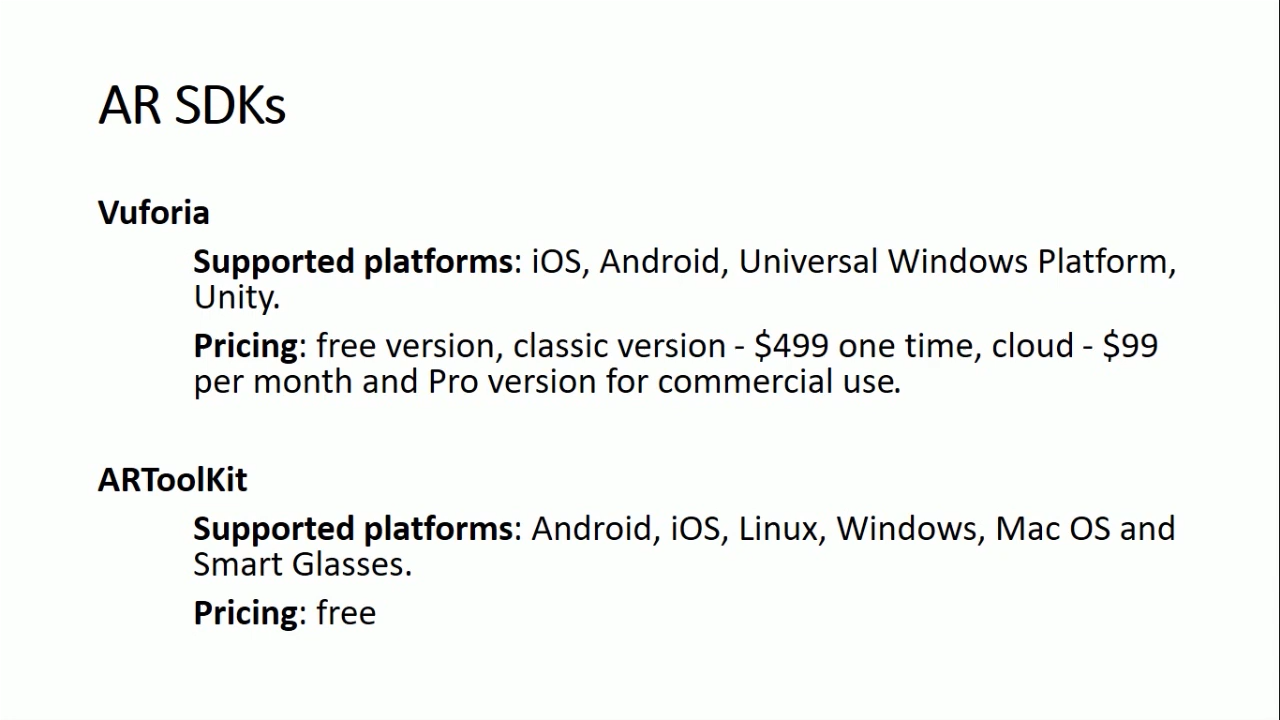 AR SDKs
Vuforia
Supported platforms: iOS, Android, Universal Windows Platform,
Unity.
Pricing: free version, classic version - $499 one time, cloud - $99
per month and Pro version for commercial use.
ARToolKit
Supported platforms: Android, iOS, Linux, Windows, Mac OS and
Smart Glasses.
Pricing: free